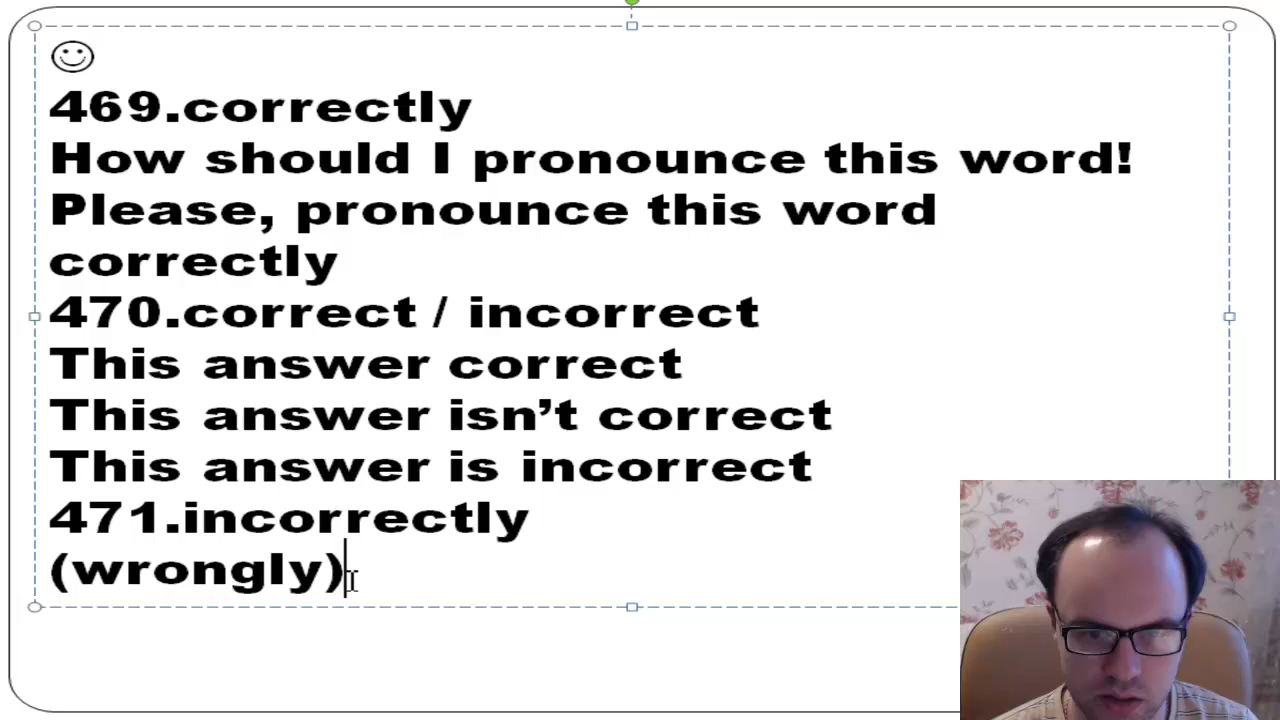 ☺
469.correctly
How should I pronounce this word!
Please, pronounce this word
correctly
470.correct / incorrect
This answer correct
This answer isn’t correct
This answer is incorrect
471.incorrectly
(wrongly)